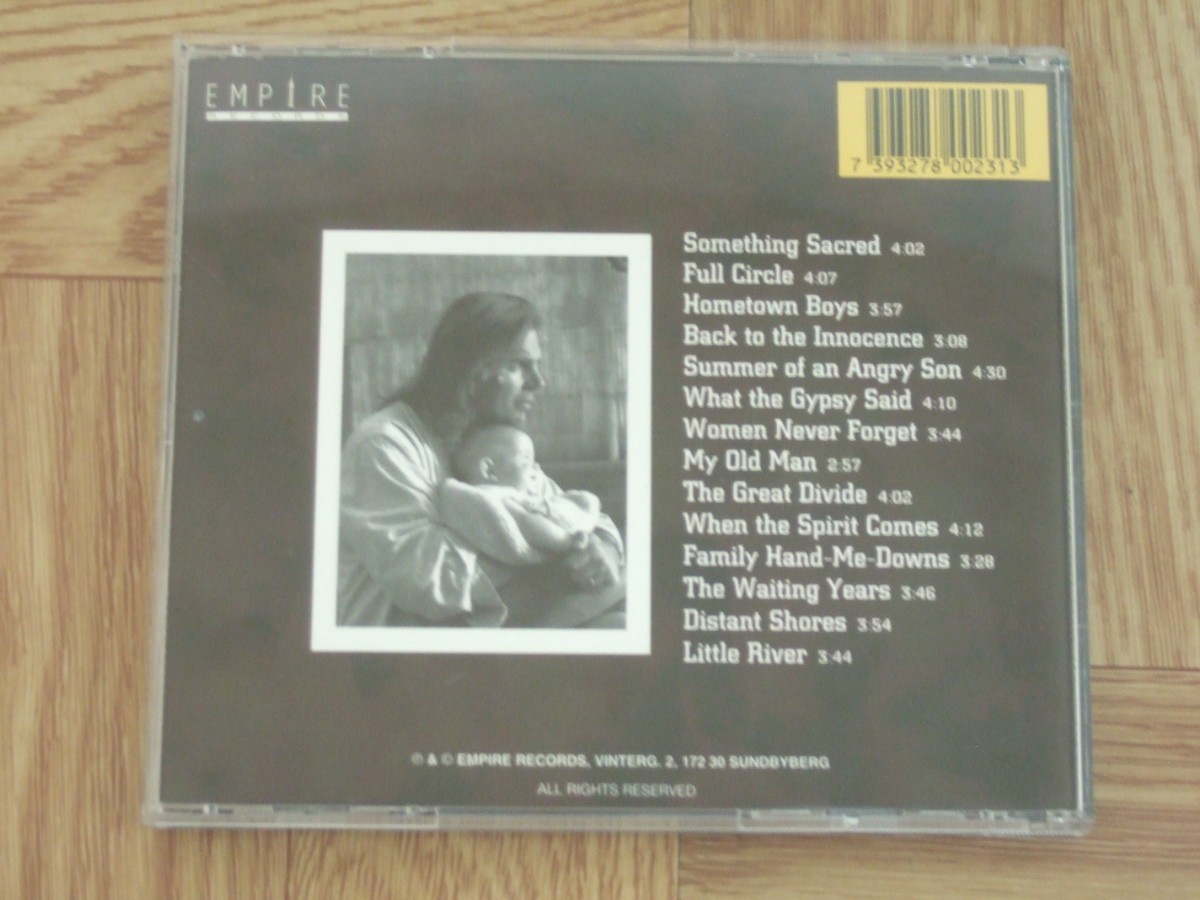 EMPIRE
RECORDS
7 393278 002313
Something Sacred 4:02
Full Circle 4:07
Hometown Boys 3:57
Back to the Innocence 3:08
Summer of an Angry Son 4:30
What the Gypsy Said 4:10
Women Never Forget 3:44
My Old Man 2:57
The Great Divide 4:02
When the Spirit Comes 4:12
Family Hand-Me-Downs 3:28
The Waiting Years 3:46
Distant Shores 3:54
Little River 3:44
℗ & © EMPIRE RECORDS, VINTERG. 2, 172 30 SUNDBYBERG
ALL RIGHTS RESERVED